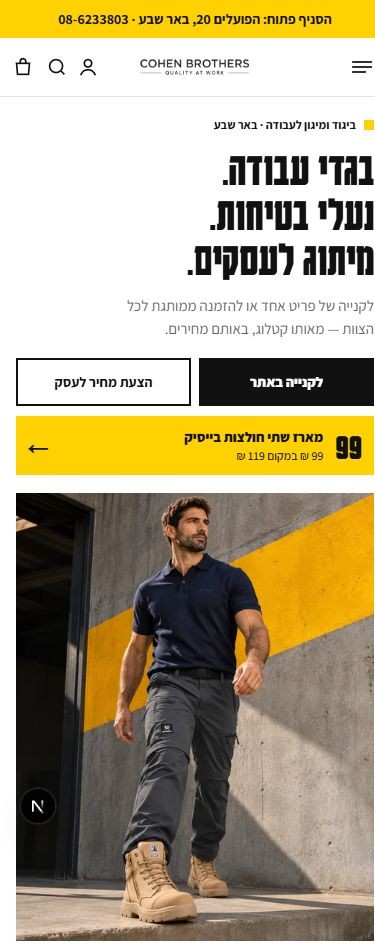 הסניף פתוח: הפועלים 20, באר שבע · 08-6233803
COHEN BROTHERS
QUALITY AT WORK
ביגוד ומיגון לעבודה · באר שבע
בגדי עבודה.
נעלי בטיחות.
מיתוג לעסקים.
לקנייה של פריט אחד או להזמנה ממותגת לכל
הצוות — מאותו קטלוג, באותם מחירים.
לקנייה באתר
הצעת מחיר לעסק
99
מארז שתי חולצות בייסיק
99 ₪ במקום 119 ₪
N